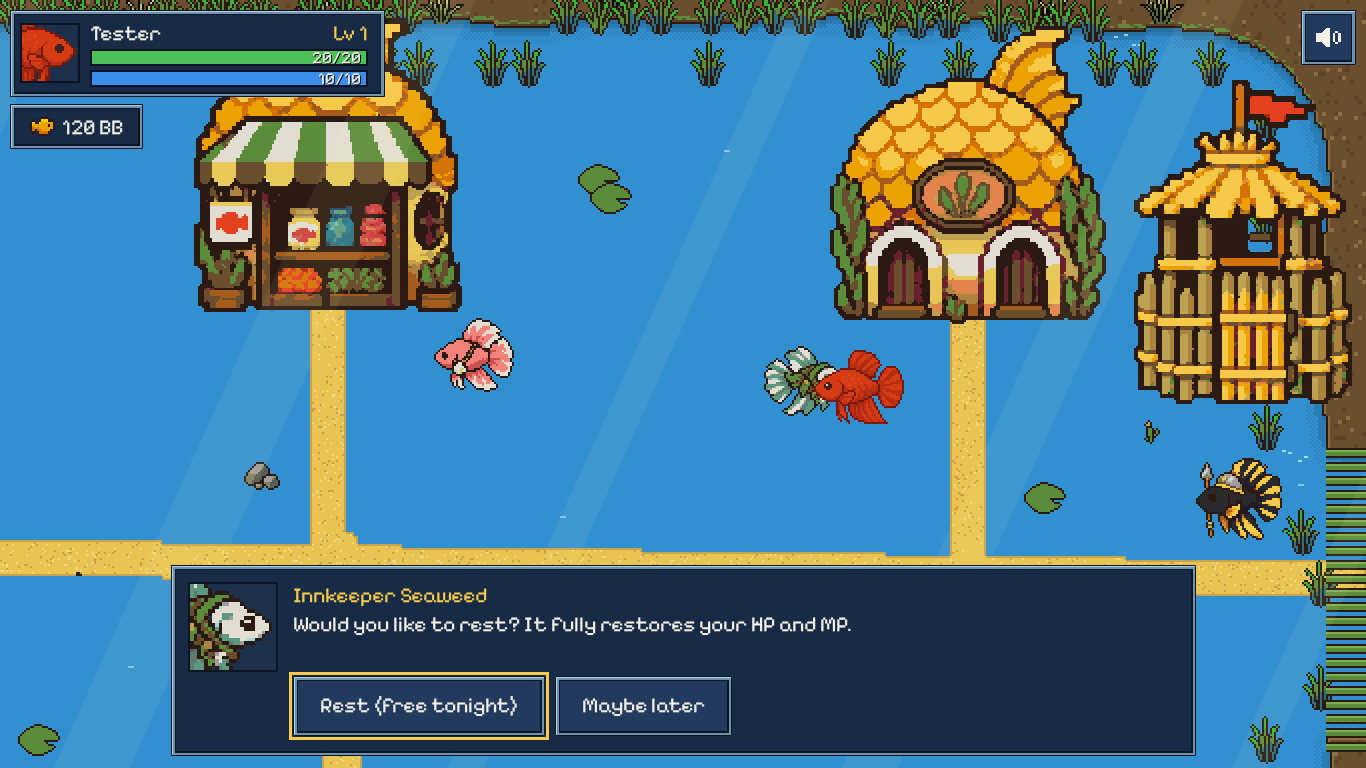 Tester Lv 1
20/20
10/10
120 BB
Innkeeper Seaweed
Would you like to rest? It fully restores your HP and MP.
Rest (free tonight) Maybe later